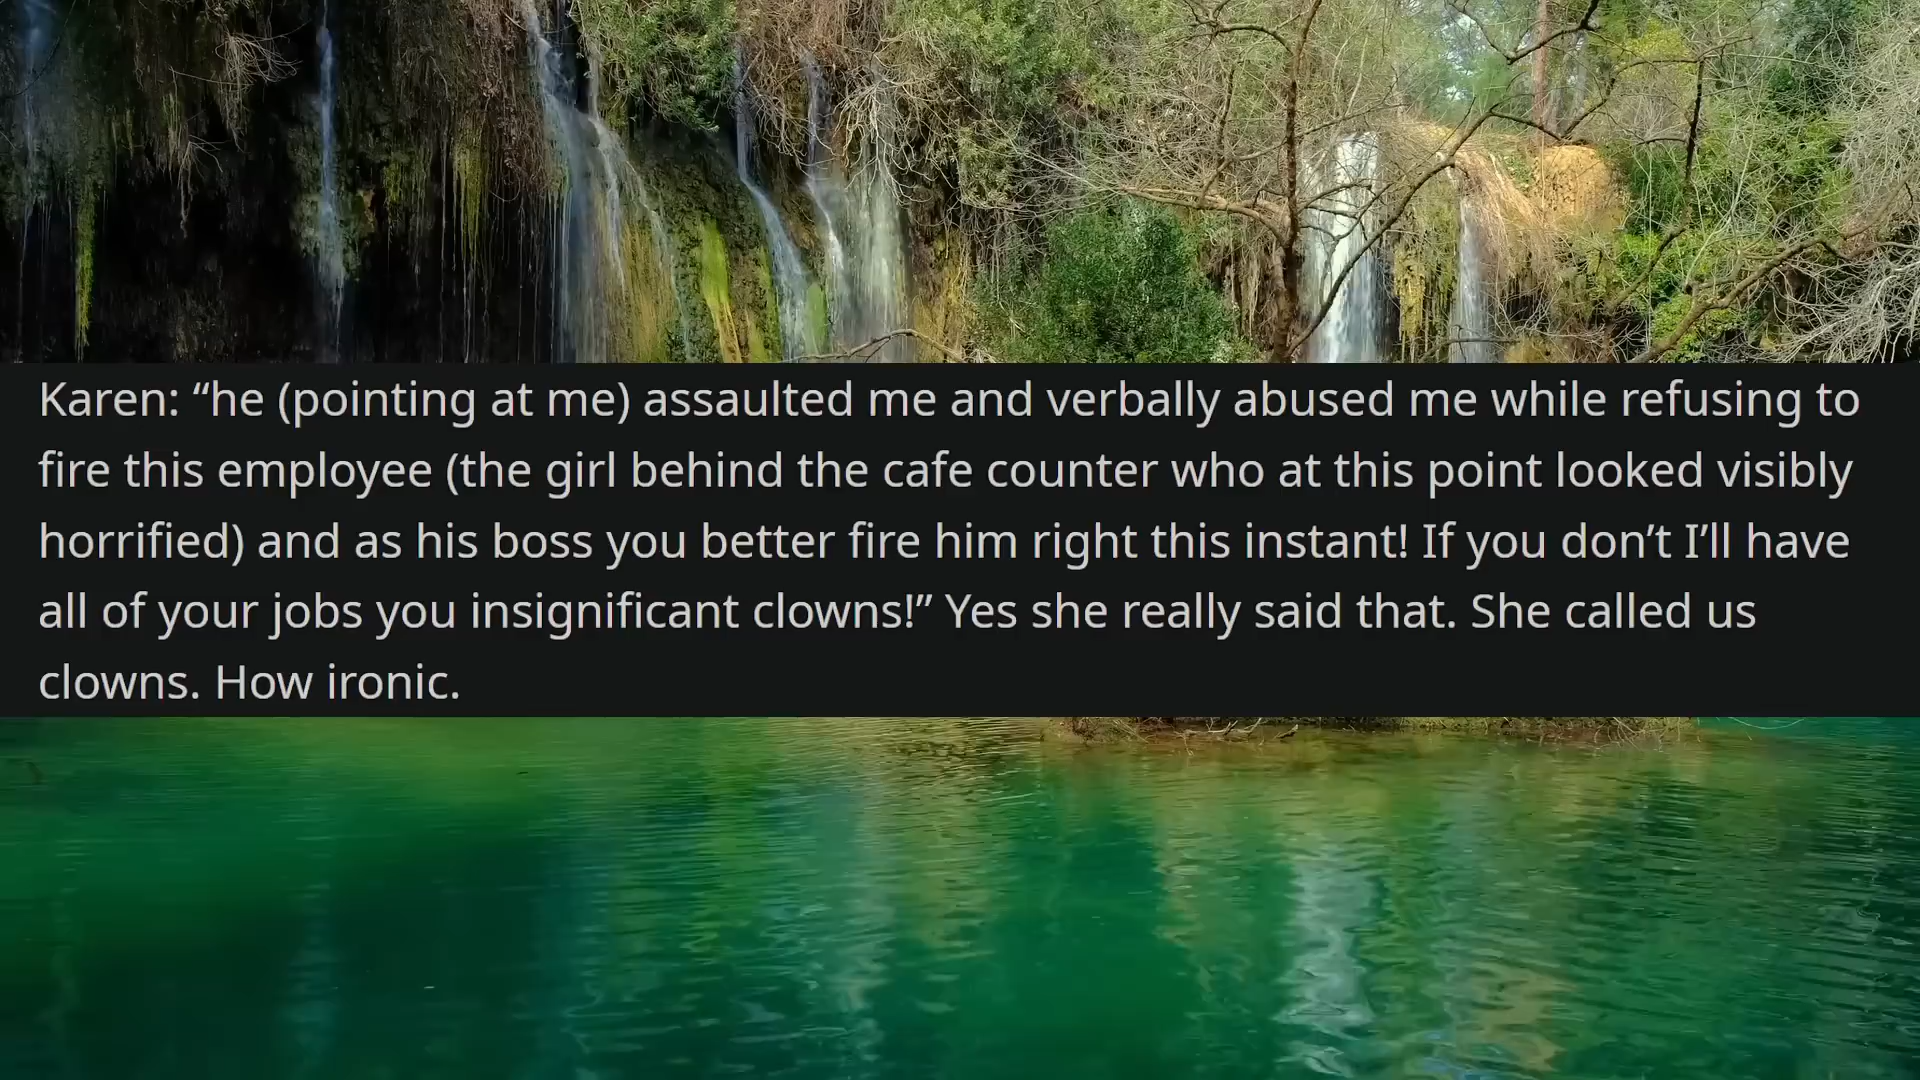 Karen: “he (pointing at me) assaulted me and verbally abused me while refusing to
fire this employee (the girl behind the cafe counter who at this point looked visibly
horrified) and as his boss you better fire him right this instant! If you don’t I’ll have
all of your jobs you insignificant clowns!” Yes she really said that. She called us
clowns. How ironic.